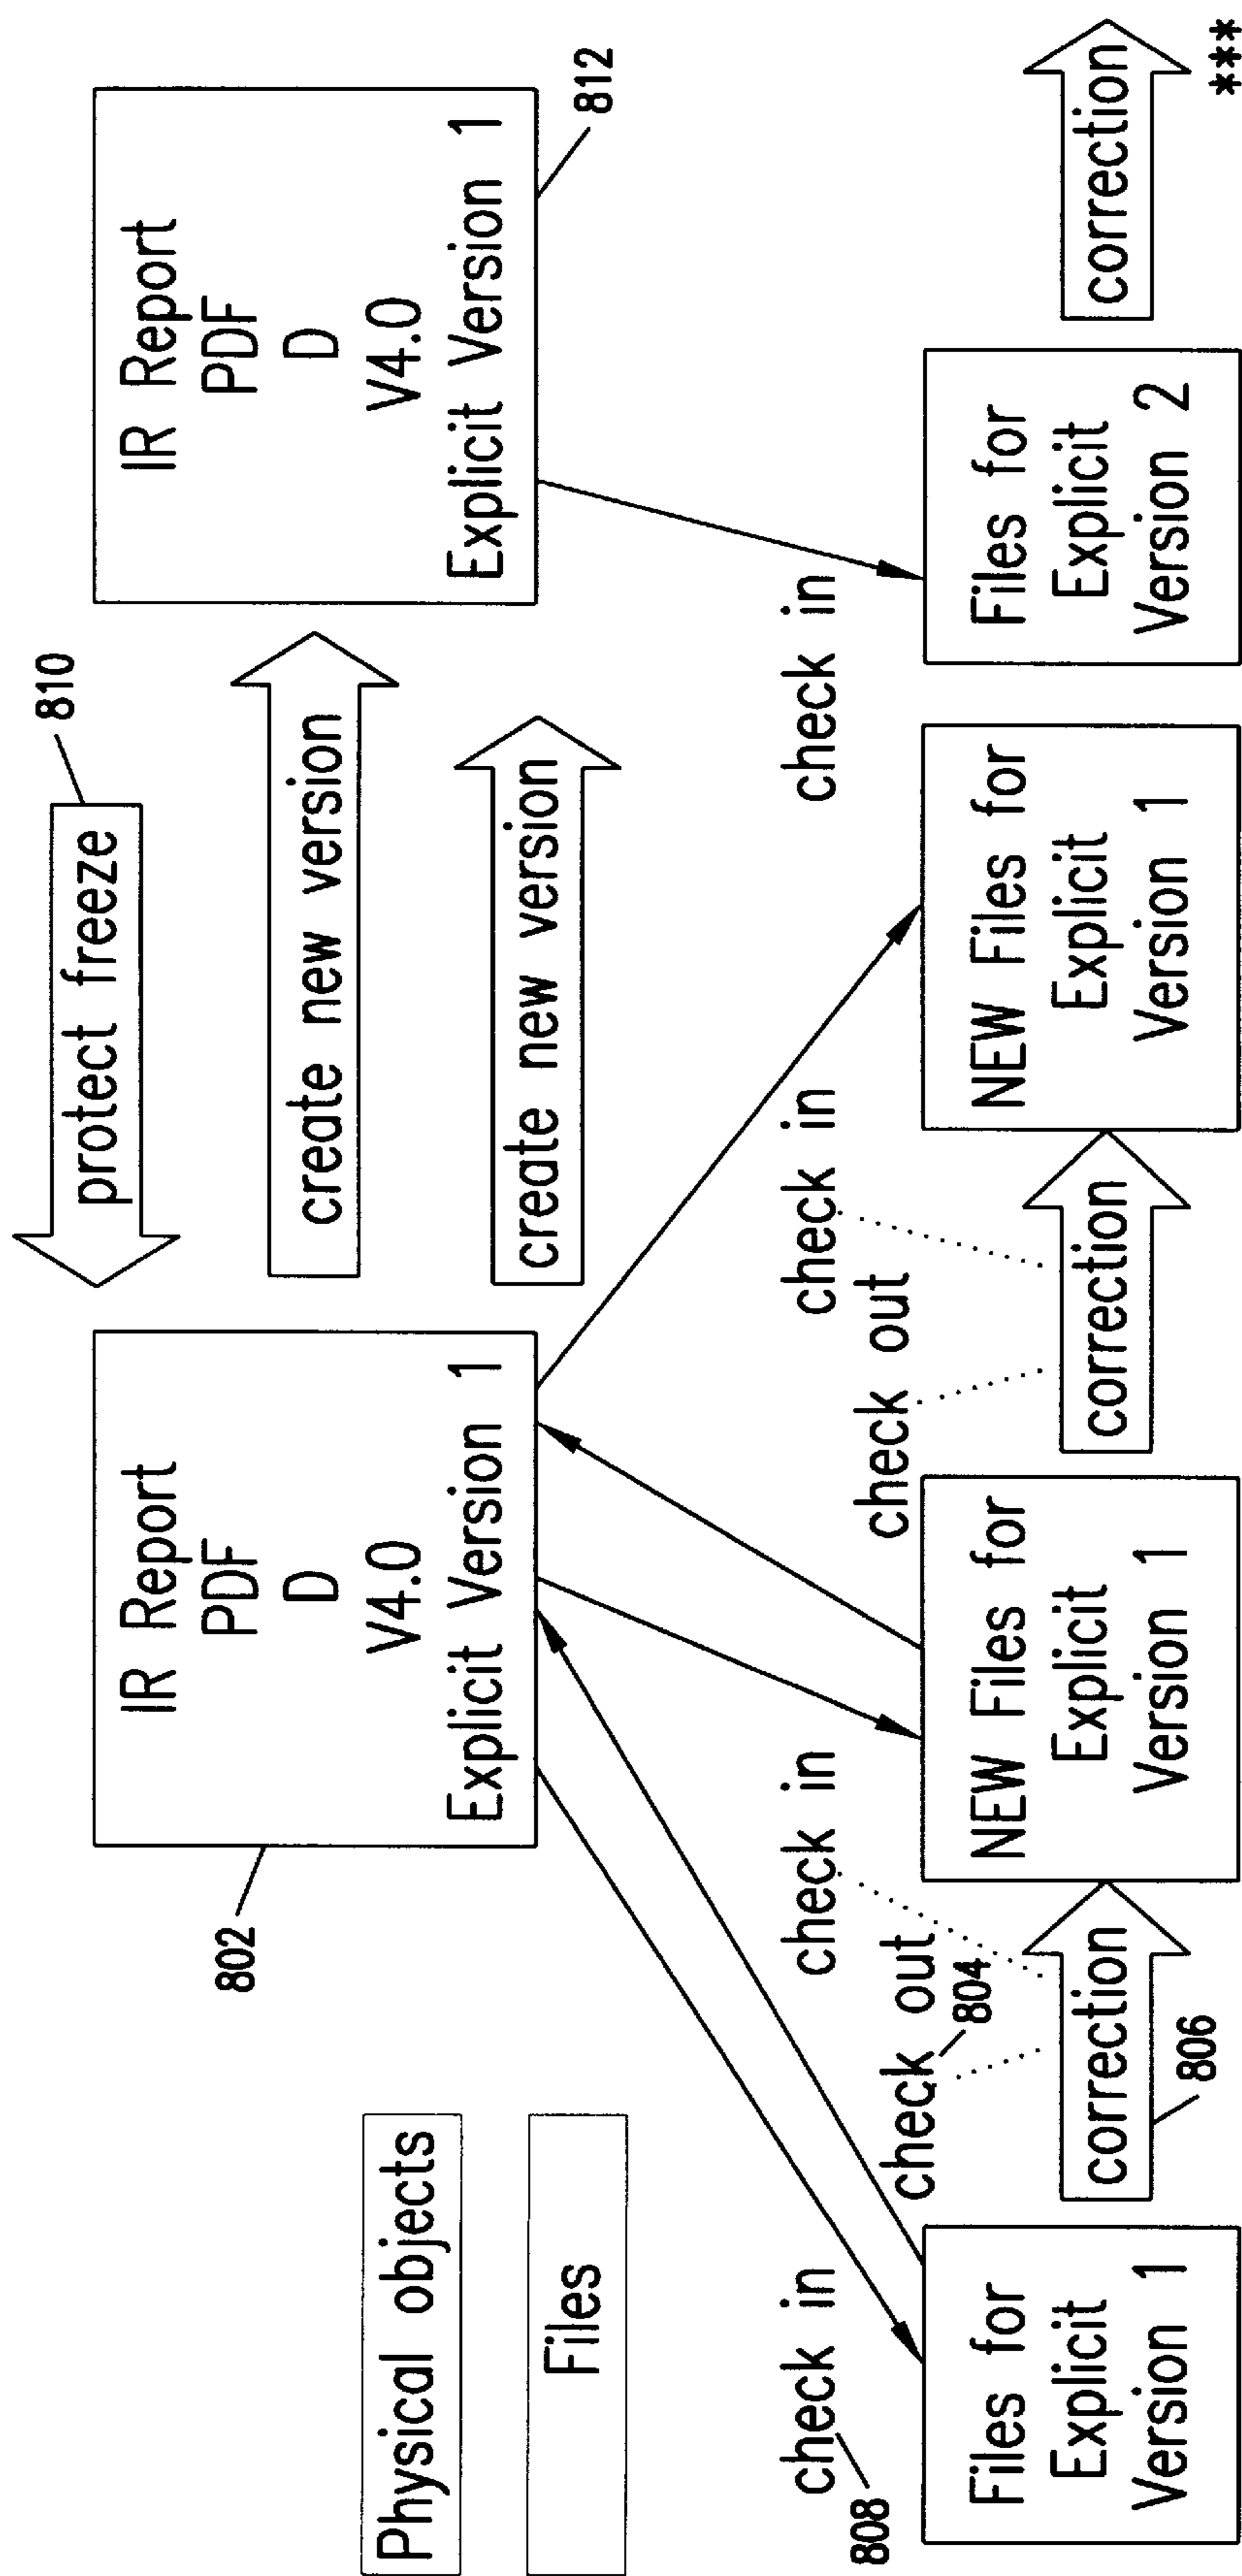 protect freeze
810
create new version
create new version
Physical objects
Files
802
IR Report
PDF
D
V4.0
Explicit Version 1
IR Report
PDF
D
V4.0
Explicit Version 1
812
check in
808
check in
check out
804
check in
check out
check in
Files for
Explicit
Version 1
correction
806
NEW Files for
Explicit
Version 1
correction
NEW Files for
Explicit
Version 1
Files for
Explicit
Version 2
correction
***